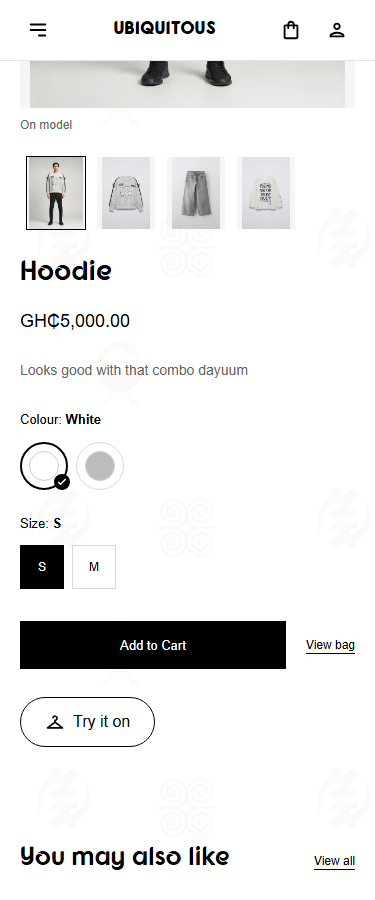 UBIQUITOUS
On model
Hoodie
GH₵5,000.00
Looks good with that combo dayuum
Colour: White
Size: S
S
M
Add to Cart
View bag
Try it on
You may also like
View all